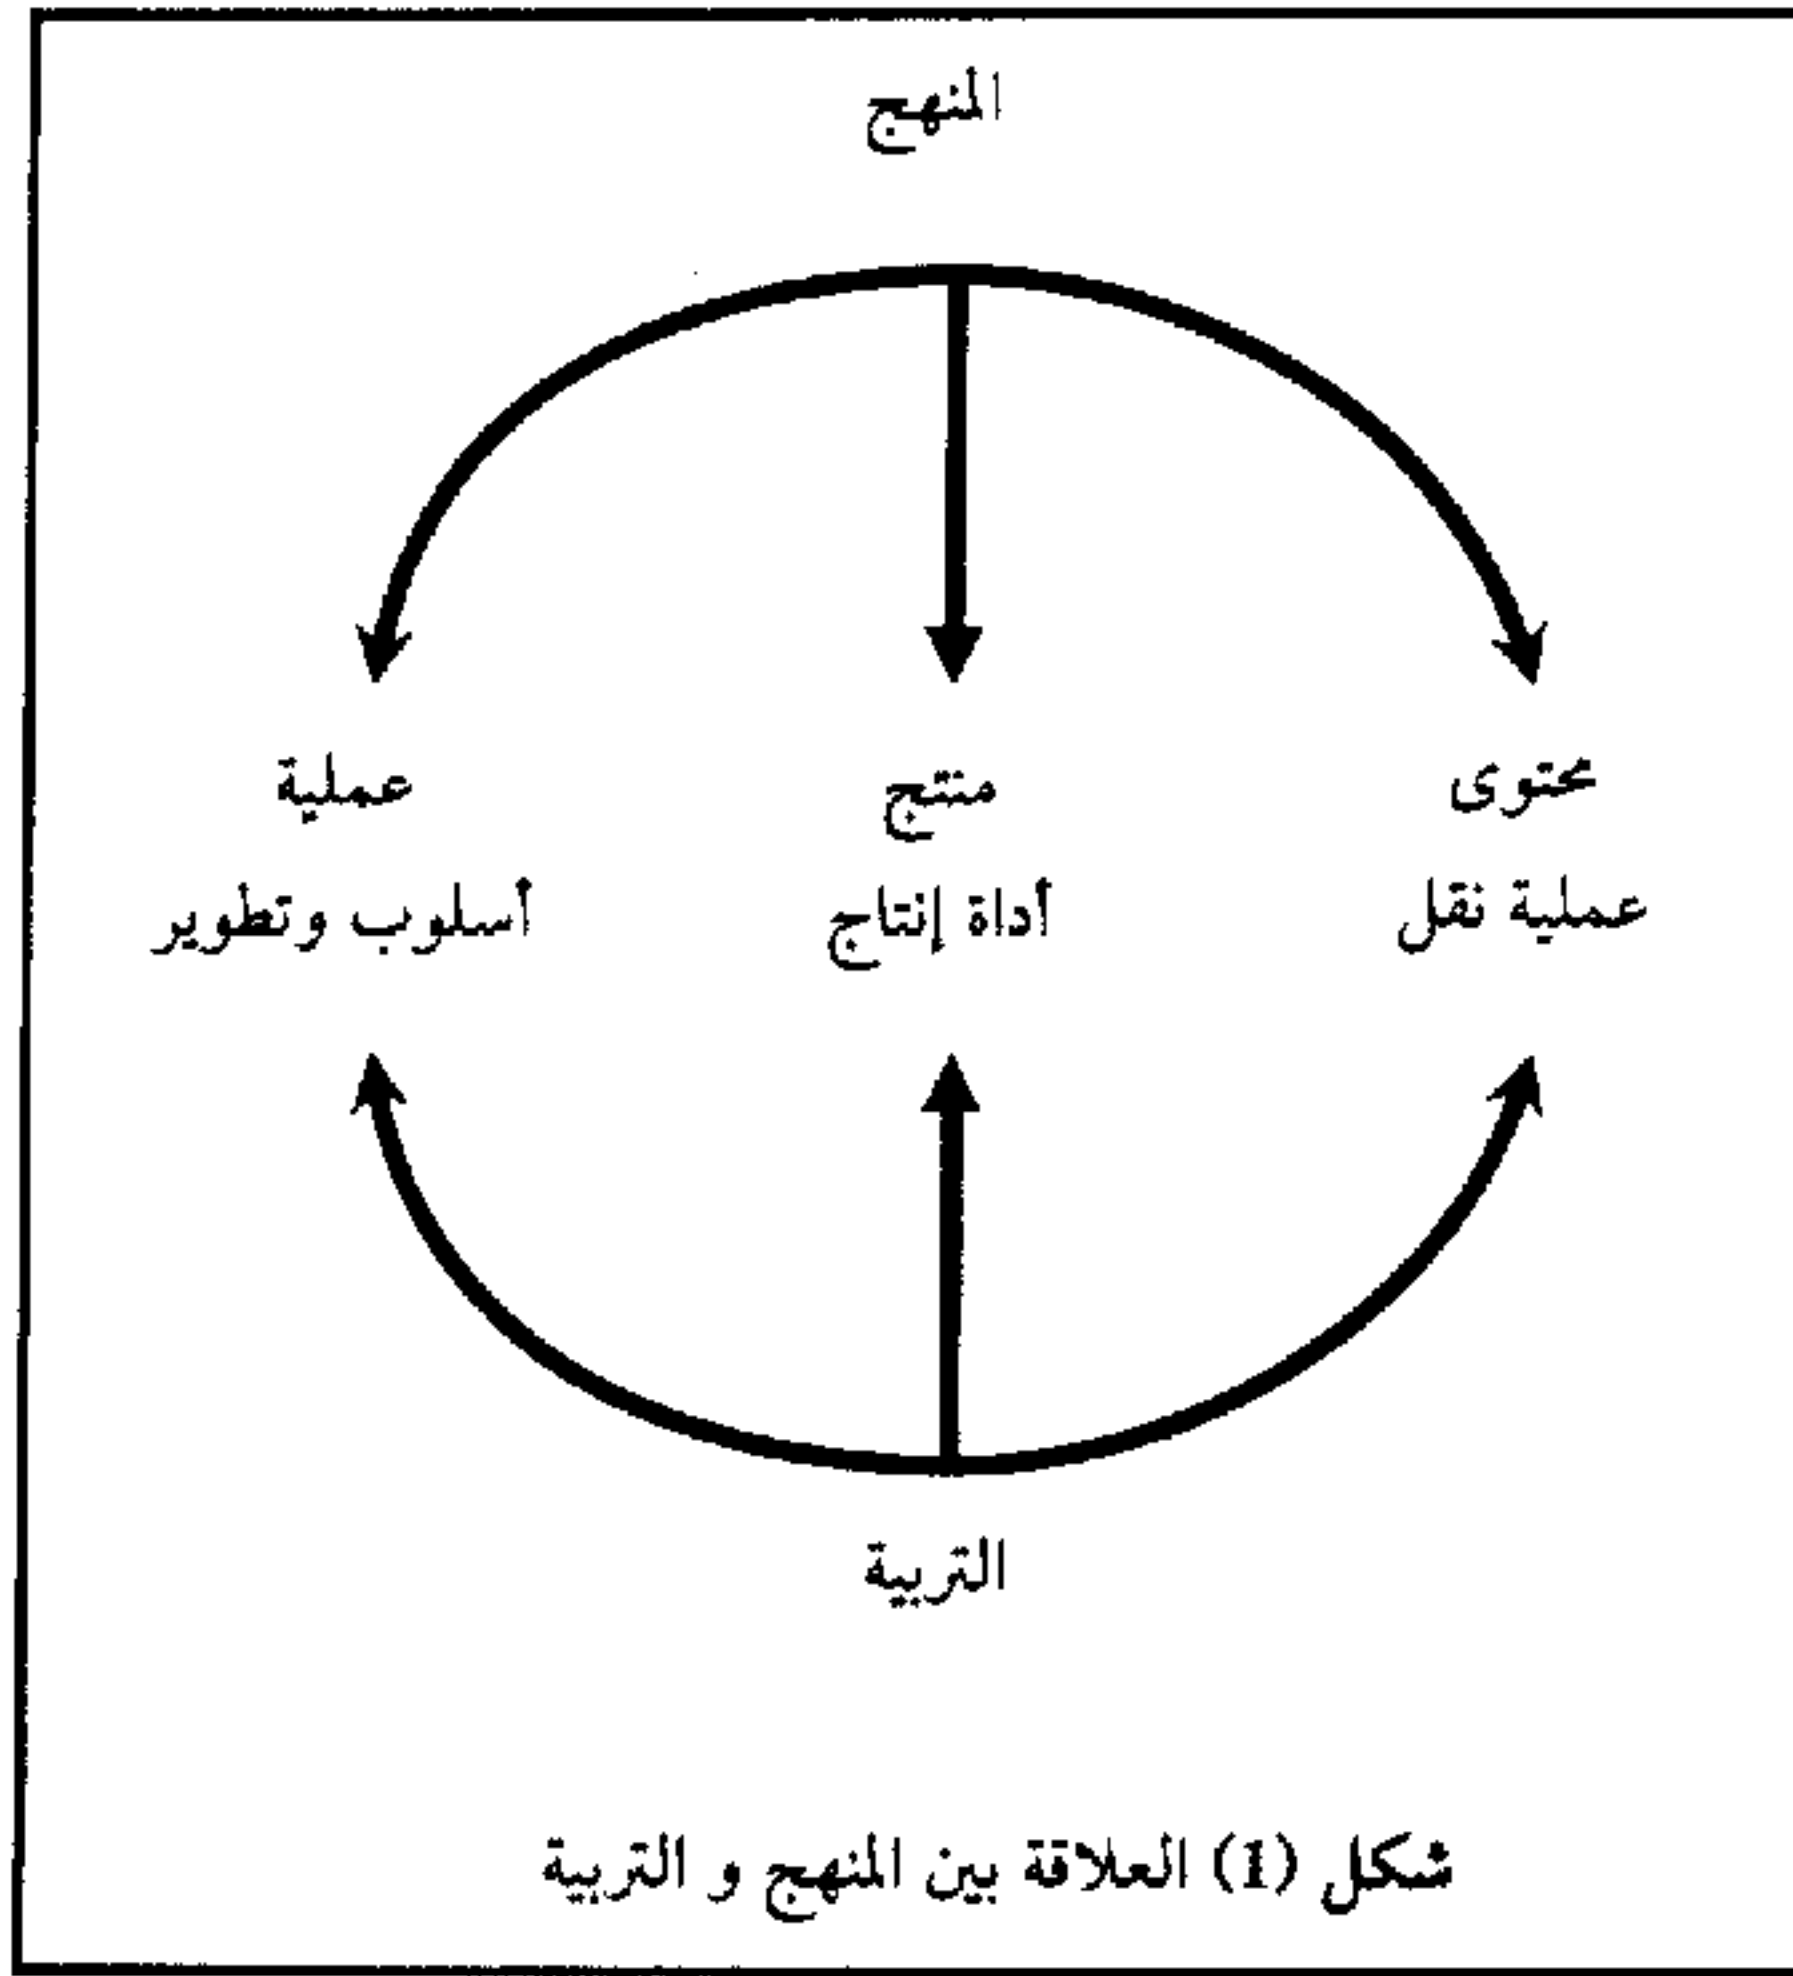 المنهج
محتوى منتج عملية
عملية نقل أداة إنتاج أسلوب وتطوير
التربية
شكل (1) العلاقة بين المنهج و التربية